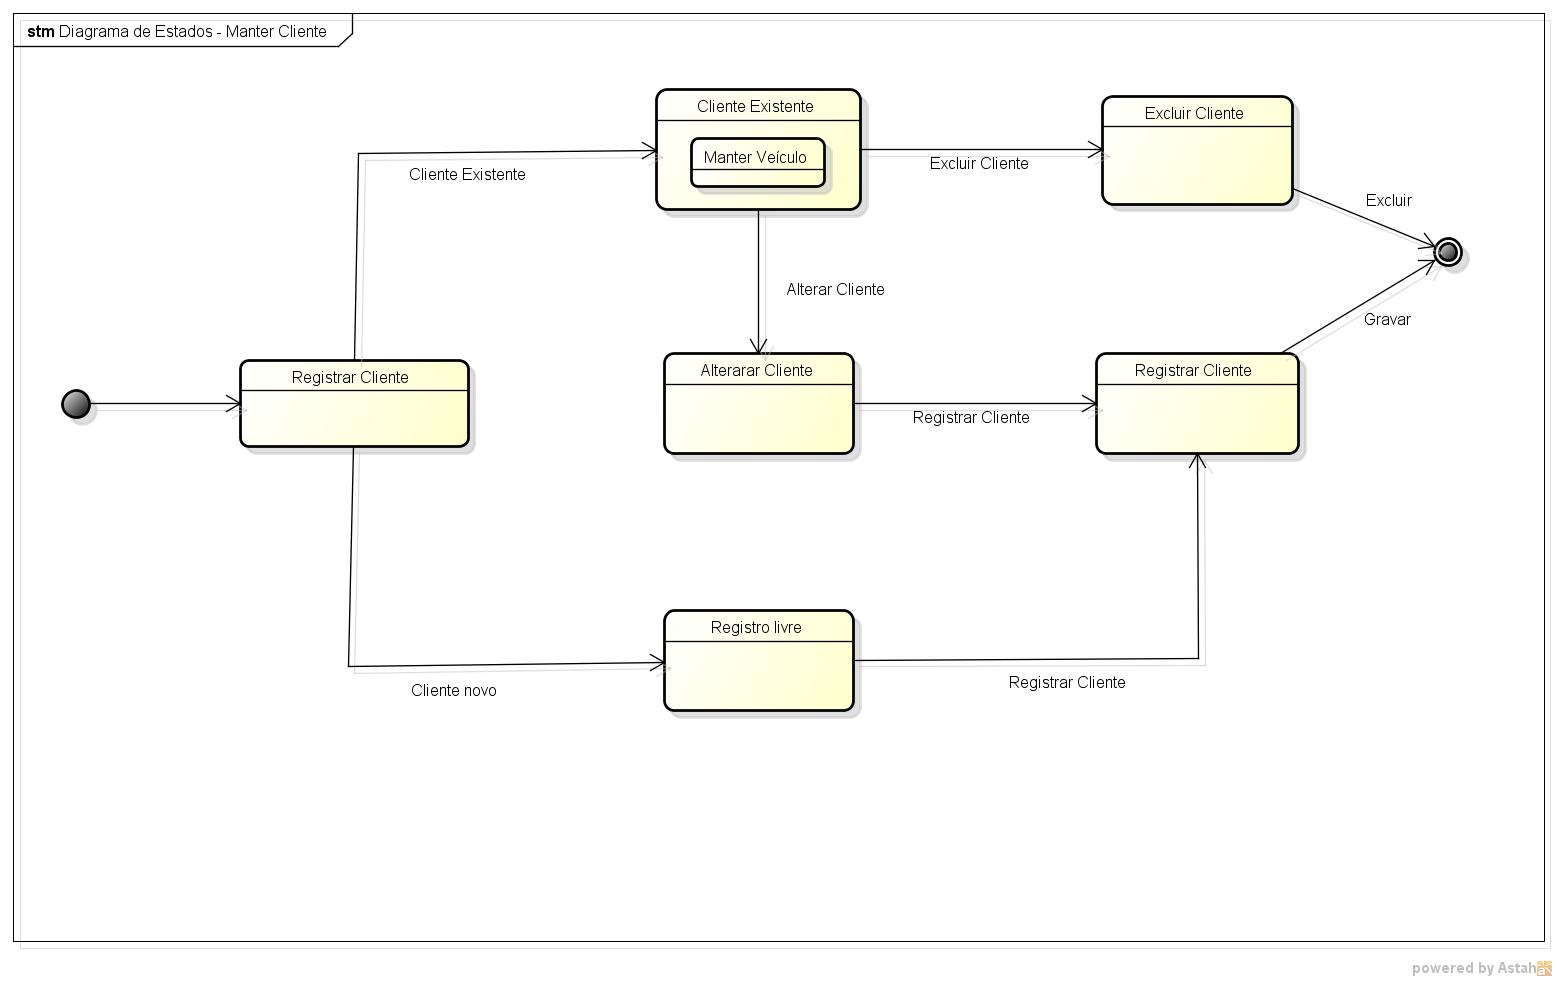 stm Diagrama de Estados - Manter Cliente
Cliente Existente
Manter Veículo
Excluir Cliente
Cliente Existente
Excluir Cliente
Excluir
Alterar Cliente
Gravar
Registrar Cliente
Alterarar Cliente
Registrar Cliente
Registrar Cliente
Registro livre
Cliente novo
Registrar Cliente
powered by Astah